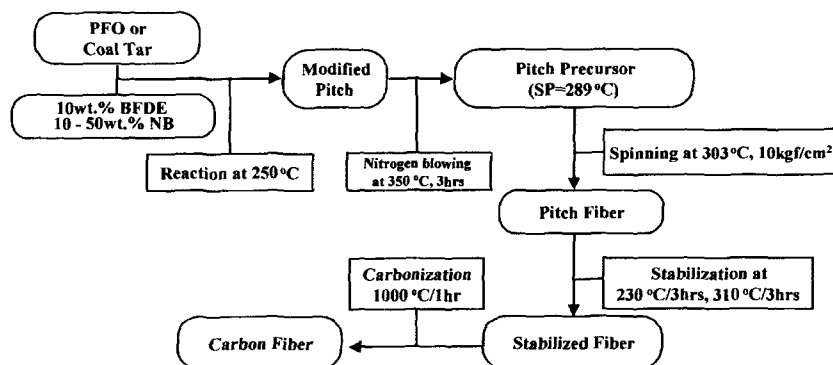 PFO or
Coal Tar
10wt.% BFDE
10 - 50wt.% NB
Reaction at 250°C
Modified
Pitch
Nitrogen blowing
at 350 °C, 3hrs
Pitch Precursor
(SP=289°C)
Spinning at 303°C, 10kgf/cm²
Pitch Fiber
Stabilization at
230 °C/3hrs, 310 °C/3hrs
Stabilized Fiber
Carbonization
1000 °C/1hr
Carbon Fiber